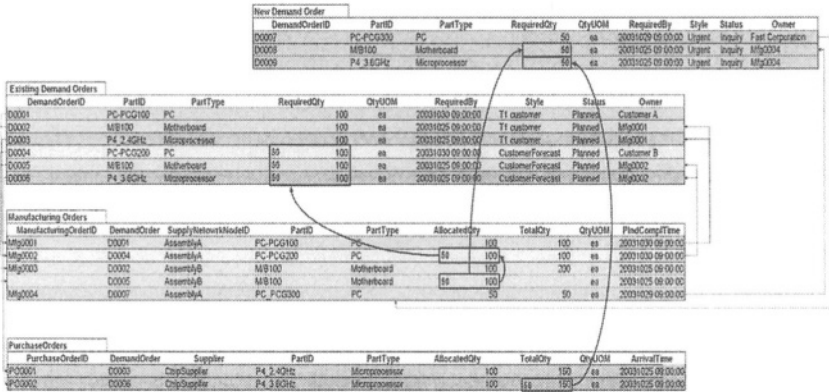 New Demand Order
DemandOrderID PartID PartType RequiredQty QtyUOM RequiredBy Style Status Owner
D0007 PC-PCG300 PC 50 ea 20031029 09:00:00 Urgent Inquiry Fast Corporation
D0008 M/B100 Motherboard 50 ea 20031025 09:00:00 Urgent Inquiry Mfg0004
D0009 P4_3.6GHz Microprocessor 50 ea 20031025 09:00:00 Urgent Inquiry Mfg0004
Existing Demand Orders
DemandOrderID PartID PartType RequiredQty QtyUOM RequiredBy Style Status Owner
D0001 PC-PCG100 PC 100 ea 20031030 09:00:00 T1 customer Planned Customer A
D0002 M/B100 Motherboard 100 ea 20031025 09:00:00 T1 customer Planned Mfg0001
D0003 P4_2.4GHz Microprocessor 100 ea 20031025 09:00:00 T1 customer Planned Mfg0001
D0004 PC-PCG200 PC 50 100 ea 20031030 09:00:00 CustomerForecast Planned Customer B
D0005 M/B100 Motherboard 50 100 ea 20031025 09:00:00 CustomerForecast Planned Mfg0002
D0006 P4_3.6GHz Microprocessor 50 100 ea 20031025 09:00:00 CustomerForecast Planned Mfg0002
Manufacturing Orders
ManufacturingOrderID DemandOrder SupplyNetowrkNodeID PartID PartType AllocatedQty TotalQty QtyUOM PlndComplTime
Mfg0001 D0001 AssemblyA PC-PCG100 PC 100 100 ea 20031030 09:00:00
Mfg0002 D0004 AssemblyA PC-PCG200 PC 50 100 100 ea 20031030 09:00:00
Mfg0003 D0002 AssemblyB M/B100 Motherboard 100 200 ea 20031025 09:00:00
D0005 AssemblyB M/B100 Motherboard 50 100 ea 20031025 09:00:00
Mfg0004 D0007 AssemblyA PC_PCG300 PC 50 50 ea 20031029 09:00:00
PurchaseOrders
PurchaseOrderID DemandOrder Supplier PartID PartType AllocatedQty TotalQty QtyUOM ArrivalTime
PO0001 D0003 ChipSupplier P4_2.4GHz Microprocessor 100 100 ea 20031025 09:00:00
PO0002 D0006 ChipSupplier P4_3.6GHz Microprocessor 100 50 150 ea 20031025 09:00:00